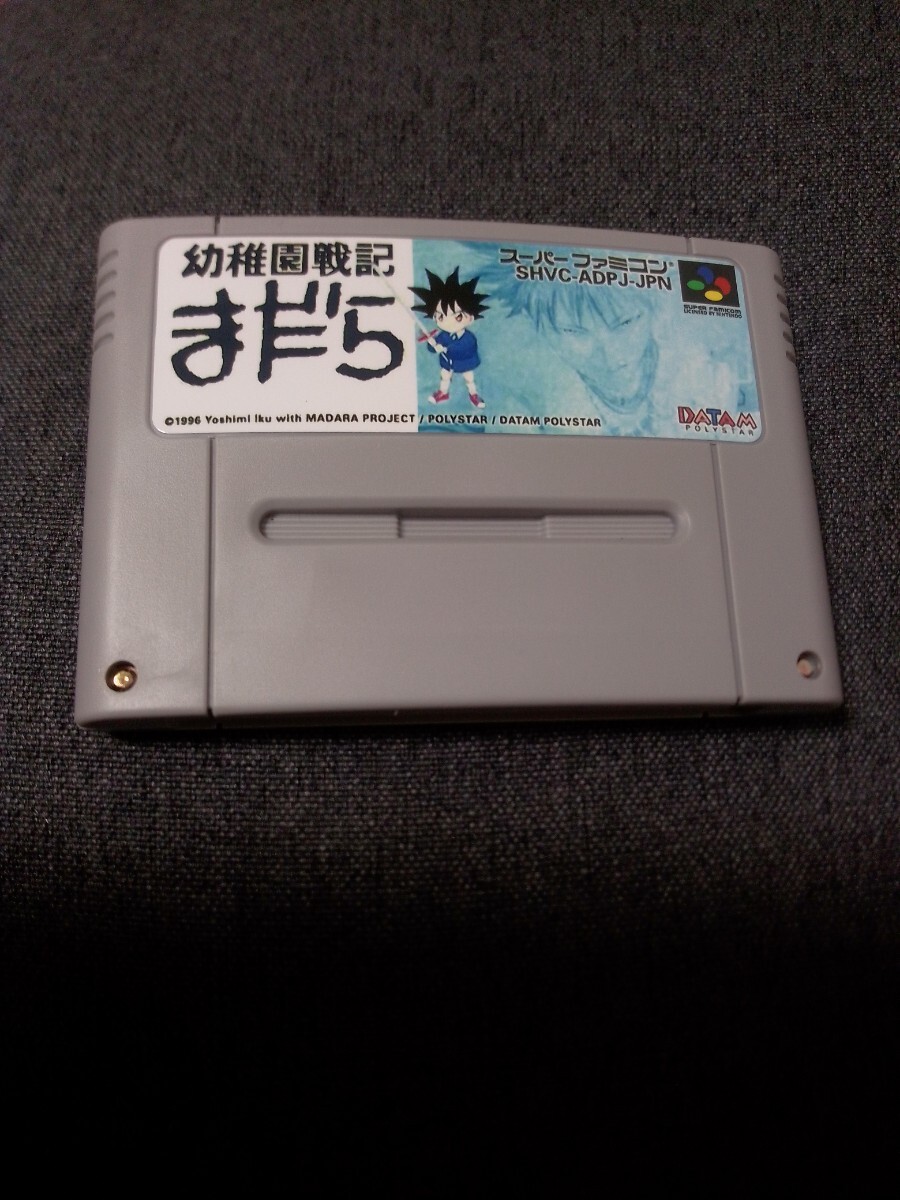 幼稚園戦記
まだら
スーパーファミコン®
SHVC-ADPJ-JPN
SUPER FAMICOM
LICENSED BY NINTENDO
©1996 Yoshimi Iku with MADARA PROJECT / POLYSTAR / DATAM POLYSTAR
DATAM
POLYSTAR